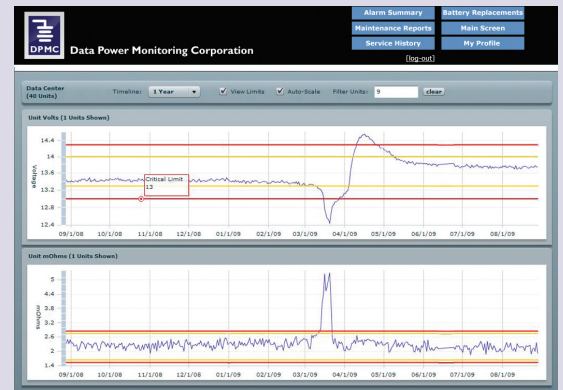 Alarm Summary Battery Replacements
Maintenance Reports Main Screen
Service History My Profile
[log-out]
DPMC
Data Power Monitoring Corporation
Data Center
(40 Units)
Timeline: 1 Year View Limits Auto-Scale Filter Units: 9 clear
Unit Volts (1 Units Shown)
Voltage
14.4
14
13.6
13.2
12.8
12.4
Critical Limit
13
09/1/08 10/1/08 11/1/08 12/1/08 01/1/09 02/1/09 03/1/09 04/1/09 05/1/09 06/1/09 07/1/09 08/1/09
Unit mOhms (1 Units Shown)
mOhms
5
4.4
3.8
3.2
2.6
2
1.4
09/1/08 10/1/08 11/1/08 12/1/08 01/1/09 02/1/09 03/1/09 04/1/09 05/1/09 06/1/09 07/1/09 08/1/09